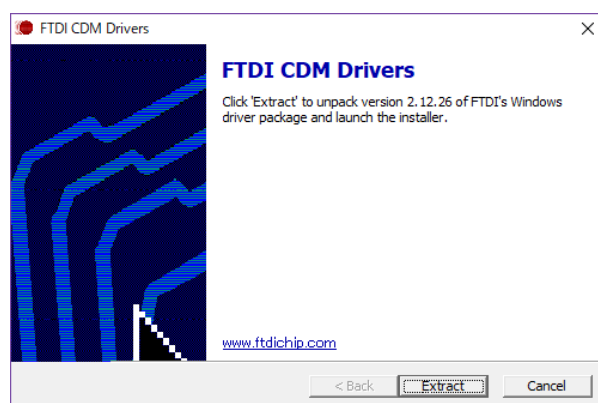 FTDI CDM Drivers
FTDI CDM Drivers
Click 'Extract' to unpack version 2.12.26 of FTDI's Windows
driver package and launch the installer.
www.ftdichip.com
< Back Extract Cancel